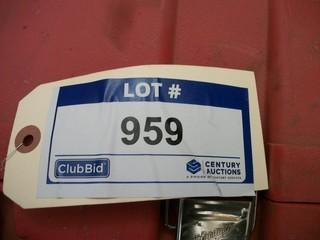 LOT #
959
ClubBid
CENTURY
AUCTIONS